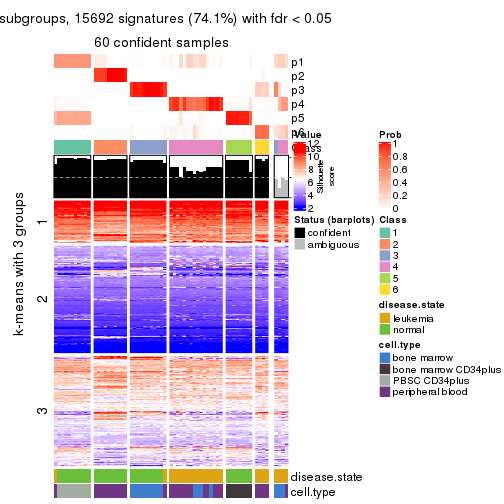 subgroups, 15692 signatures (74.1%) with fdr < 0.05
60 confident samples
p1
p2
p3
p4
p5
p6
Value
12
10
8
6
4
2
Class
Silhouette
score
Prob
1
0.8
0.6
0.4
0.2
0
Status (barplots)
confident
ambiguous
Class
1
2
3
4
5
6
disease.state
leukemia
normal
cell.type
bone marrow
bone marrow CD34plus
PBSC CD34plus
peripheral blood
k-means with 3 groups
1
2
3
disease.state
cell.type